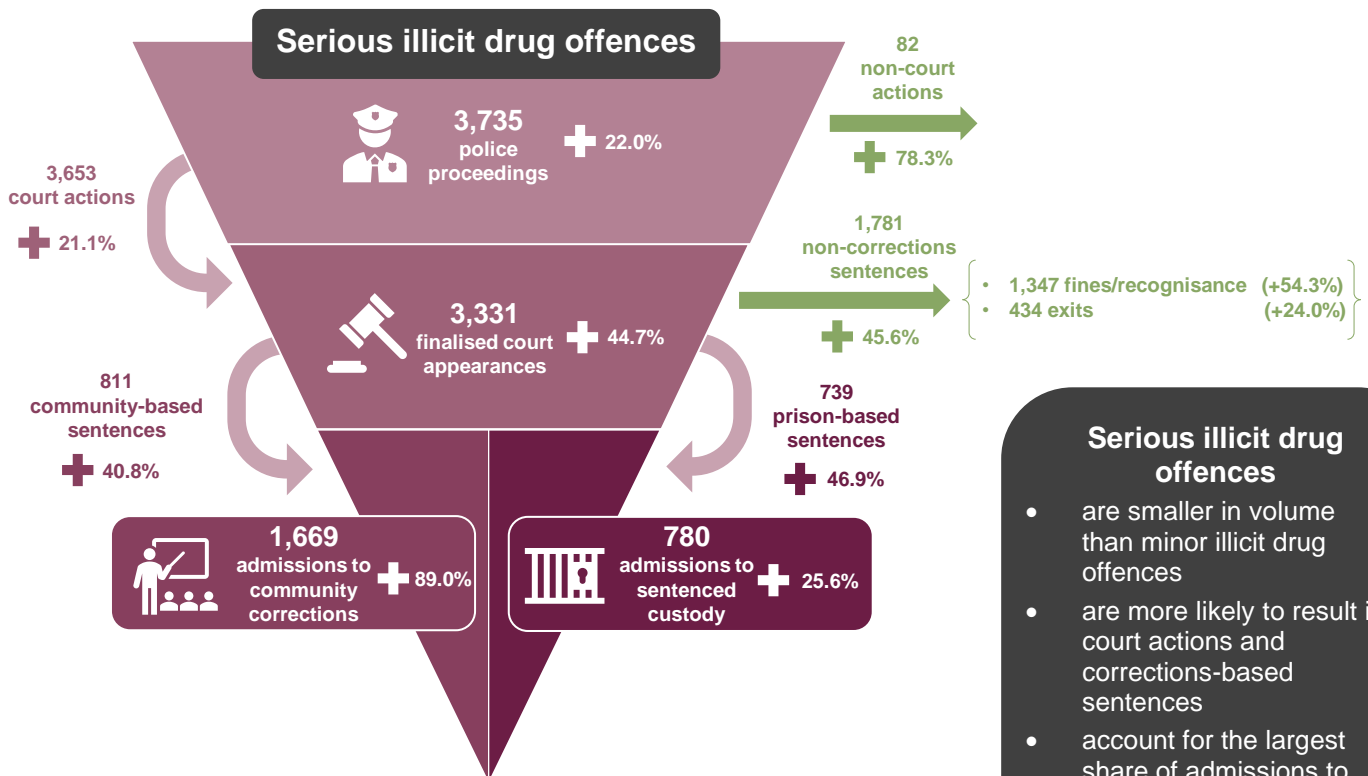 Serious illicit drug offences
82
non-court
actions
78.3%
3,735
police
proceedings
22.0%
3,653
court actions
21.1%
1,781
non-corrections
sentences
45.6%
• 1,347 fines/recognisance (+54.3%)
• 434 exits (+24.0%)
3,331
finalised court
appearances
44.7%
811
community-based
sentences
40.8%
739
prison-based
sentences
46.9%
1,669
admissions to
community
corrections
89.0%
780
admissions to
sentenced
custody
25.6%
Serious illicit drug
offences
• are smaller in volume
than minor illicit drug
offences
• are more likely to result
court actions and
corrections-based
sentences
• account for the largest
share of admissions to